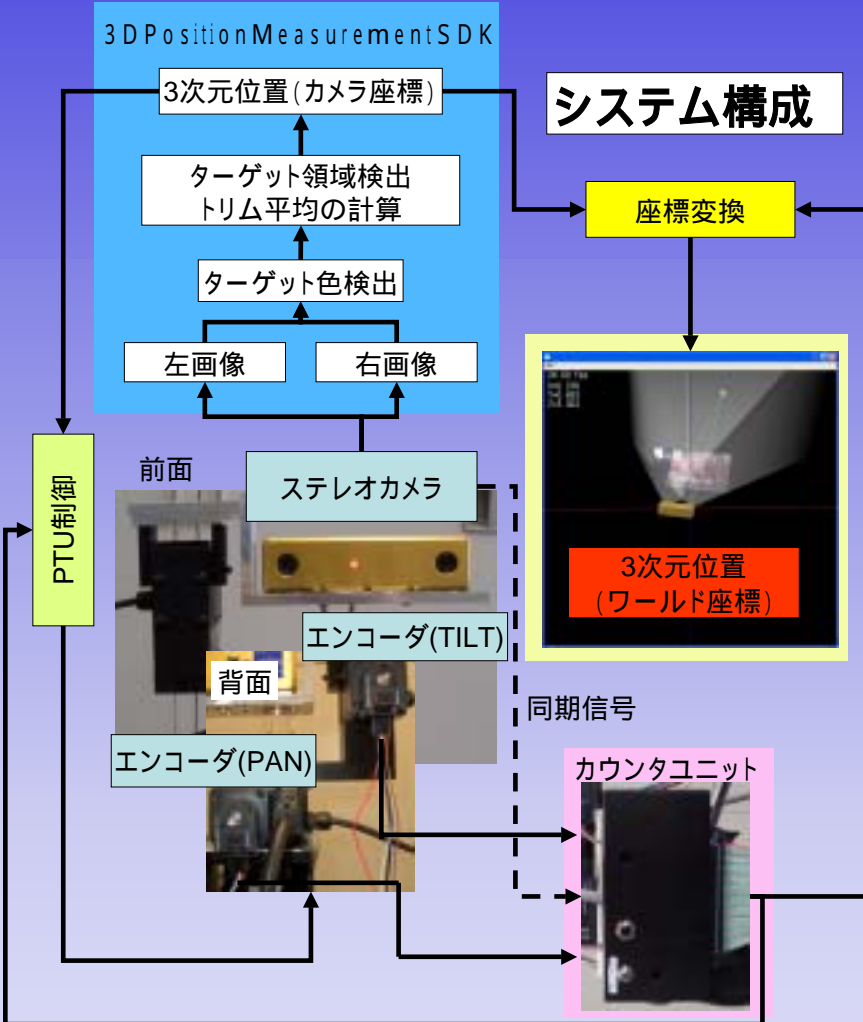 3DPositionMeasurementSDK
システム構成
3次元位置(カメラ座標)
ターゲット領域検出
トリム平均の計算
座標変換
ターゲット色検出
左画像
右画像
前面
ステレオカメラ
PTU制御
3次元位置
(ワールド座標)
エンコーダ(TILT)
背面
同期信号
エンコーダ(PAN)
カウンタユニット